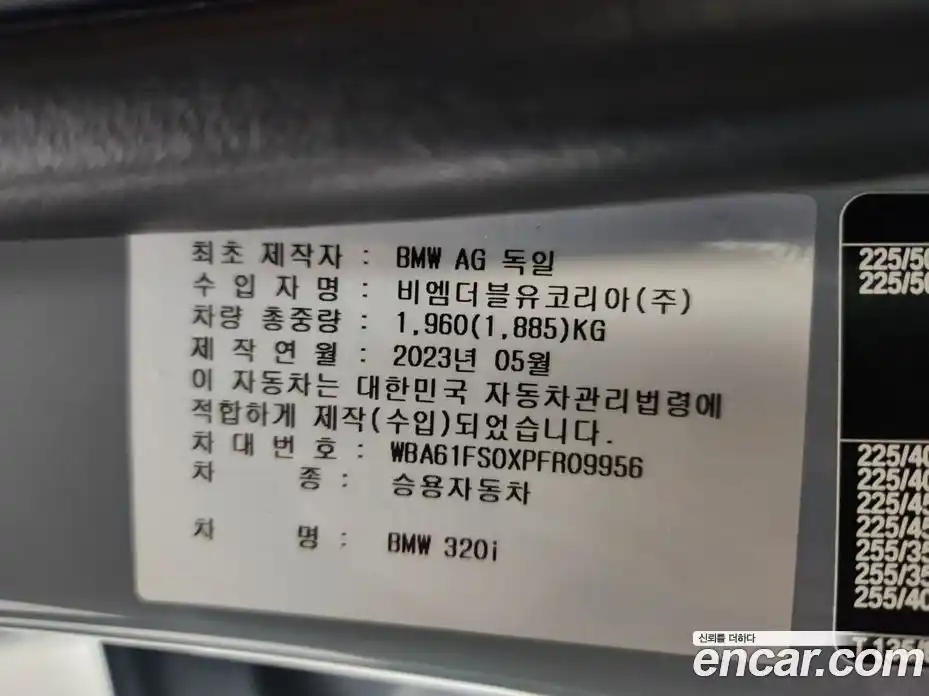 최초 제작자 : BMW AG 독일
수 입 자 명 : 비엠더블유코리아(주)
차량 총중량 : 1,960(1,885)KG
제 작 연 월 : 2023년 05월
이 자동차는 대한민국 자동차관리법령에
적합하게 제작(수입)되었습니다.
차 대 번 호 : WBA61FS0XPFR09956
차 종 : 승용자동차
차 명 : BMW 320i
225/50
225/50
225/40
225/40
225/45
225/45
255/35
255/35
255/40
신뢰를 더하다
encar.com